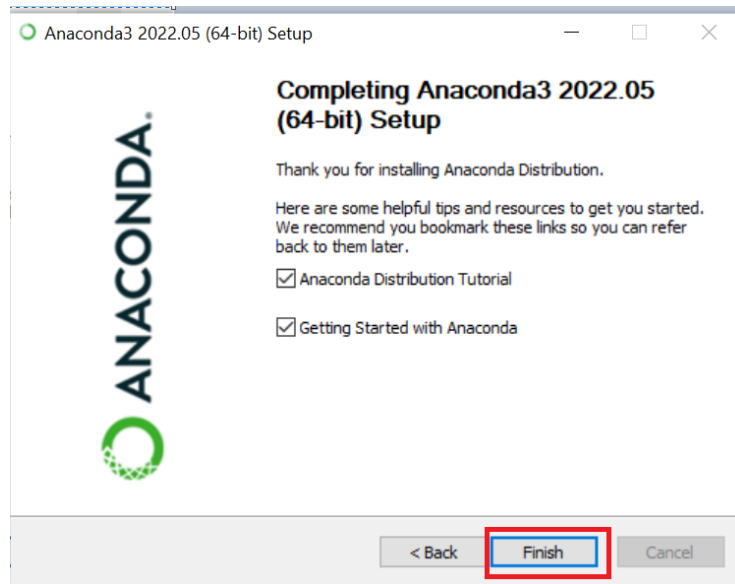 Anaconda3 2022.05 (64-bit) Setup
Completing Anaconda3 2022.05
(64-bit) Setup
Thank you for installing Anaconda Distribution.
Here are some helpful tips and resources to get you started.
We recommend you bookmark these links so you can refer
back to them later.
Anaconda Distribution Tutorial
Getting Started with Anaconda
ANACONDA.
< Back
Finish
Cancel